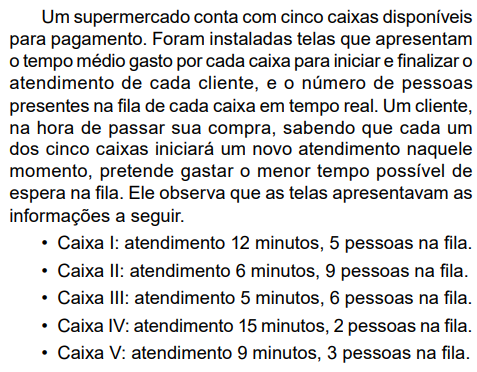 Um supermercado conta com cinco caixas disponíveis
para pagamento. Foram instaladas telas que apresentam
o tempo médio gasto por cada caixa para iniciar e finalizar o
atendimento de cada cliente, e o número de pessoas
presentes na fila de cada caixa em tempo real. Um cliente,
na hora de passar sua compra, sabendo que cada um
dos cinco caixas iniciará um novo atendimento naquele
momento, pretende gastar o menor tempo possível de
espera na fila. Ele observa que as telas apresentavam as
informações a seguir.
• Caixa I: atendimento 12 minutos, 5 pessoas na fila.
• Caixa II: atendimento 6 minutos, 9 pessoas na fila.
• Caixa III: atendimento 5 minutos, 6 pessoas na fila.
• Caixa IV: atendimento 15 minutos, 2 pessoas na fila.
• Caixa V: atendimento 9 minutos, 3 pessoas na fila.